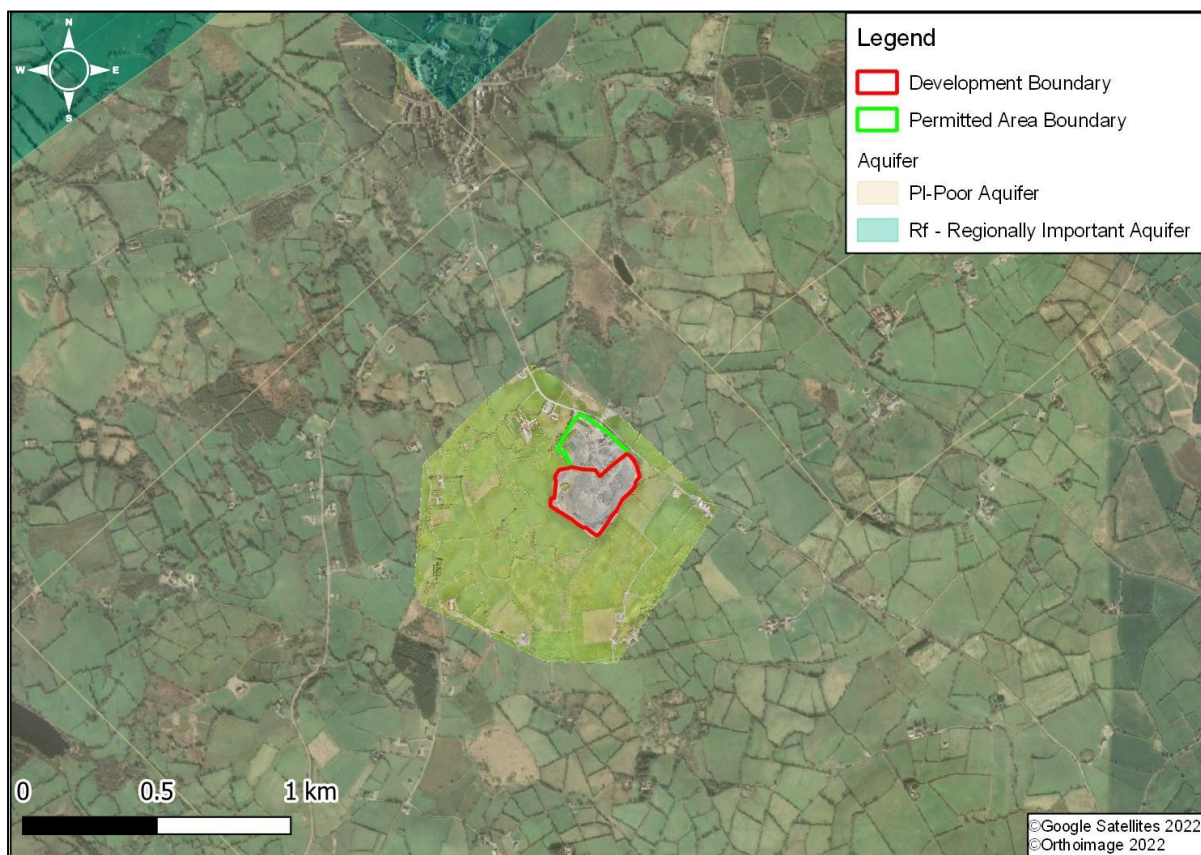 N
W E
S
Legend
Development Boundary
Permitted Area Boundary
Aquifer
Pl-Poor Aquifer
Rf - Regionally Important Aquifer
0 0.5 1 km
©Google Satellites 2022
©Orthoimage 2022